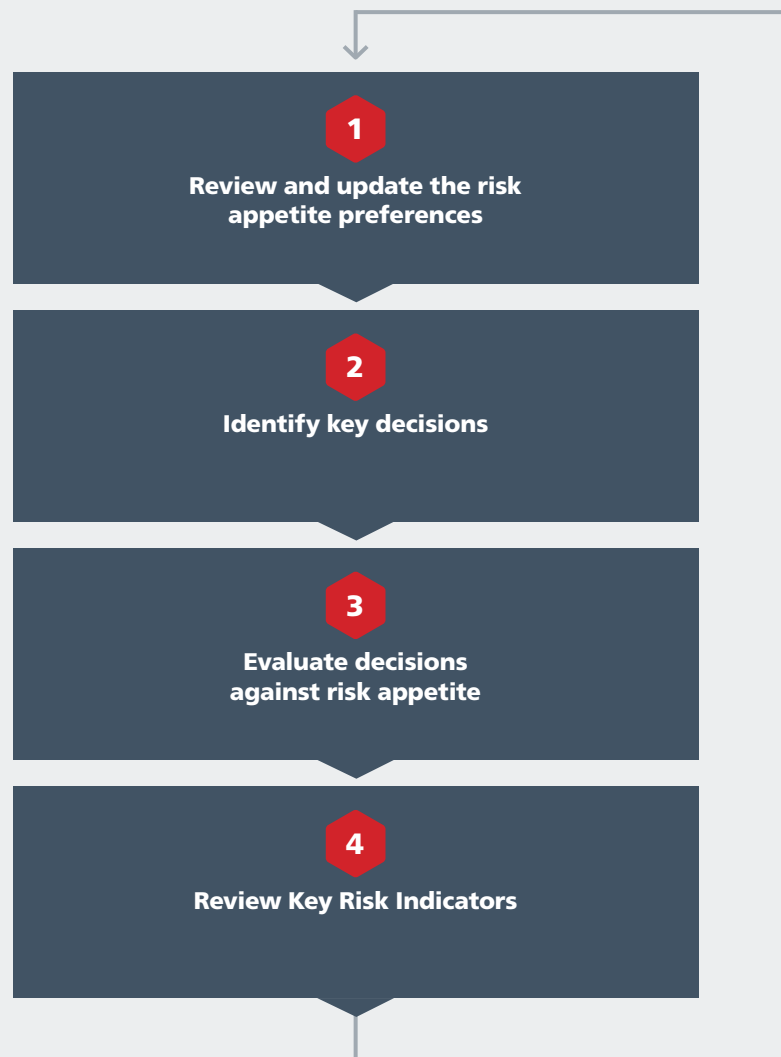 1
Review and update the risk
appetite preferences
2
Identify key decisions
3
Evaluate decisions
against risk appetite
4
Review Key Risk Indicators